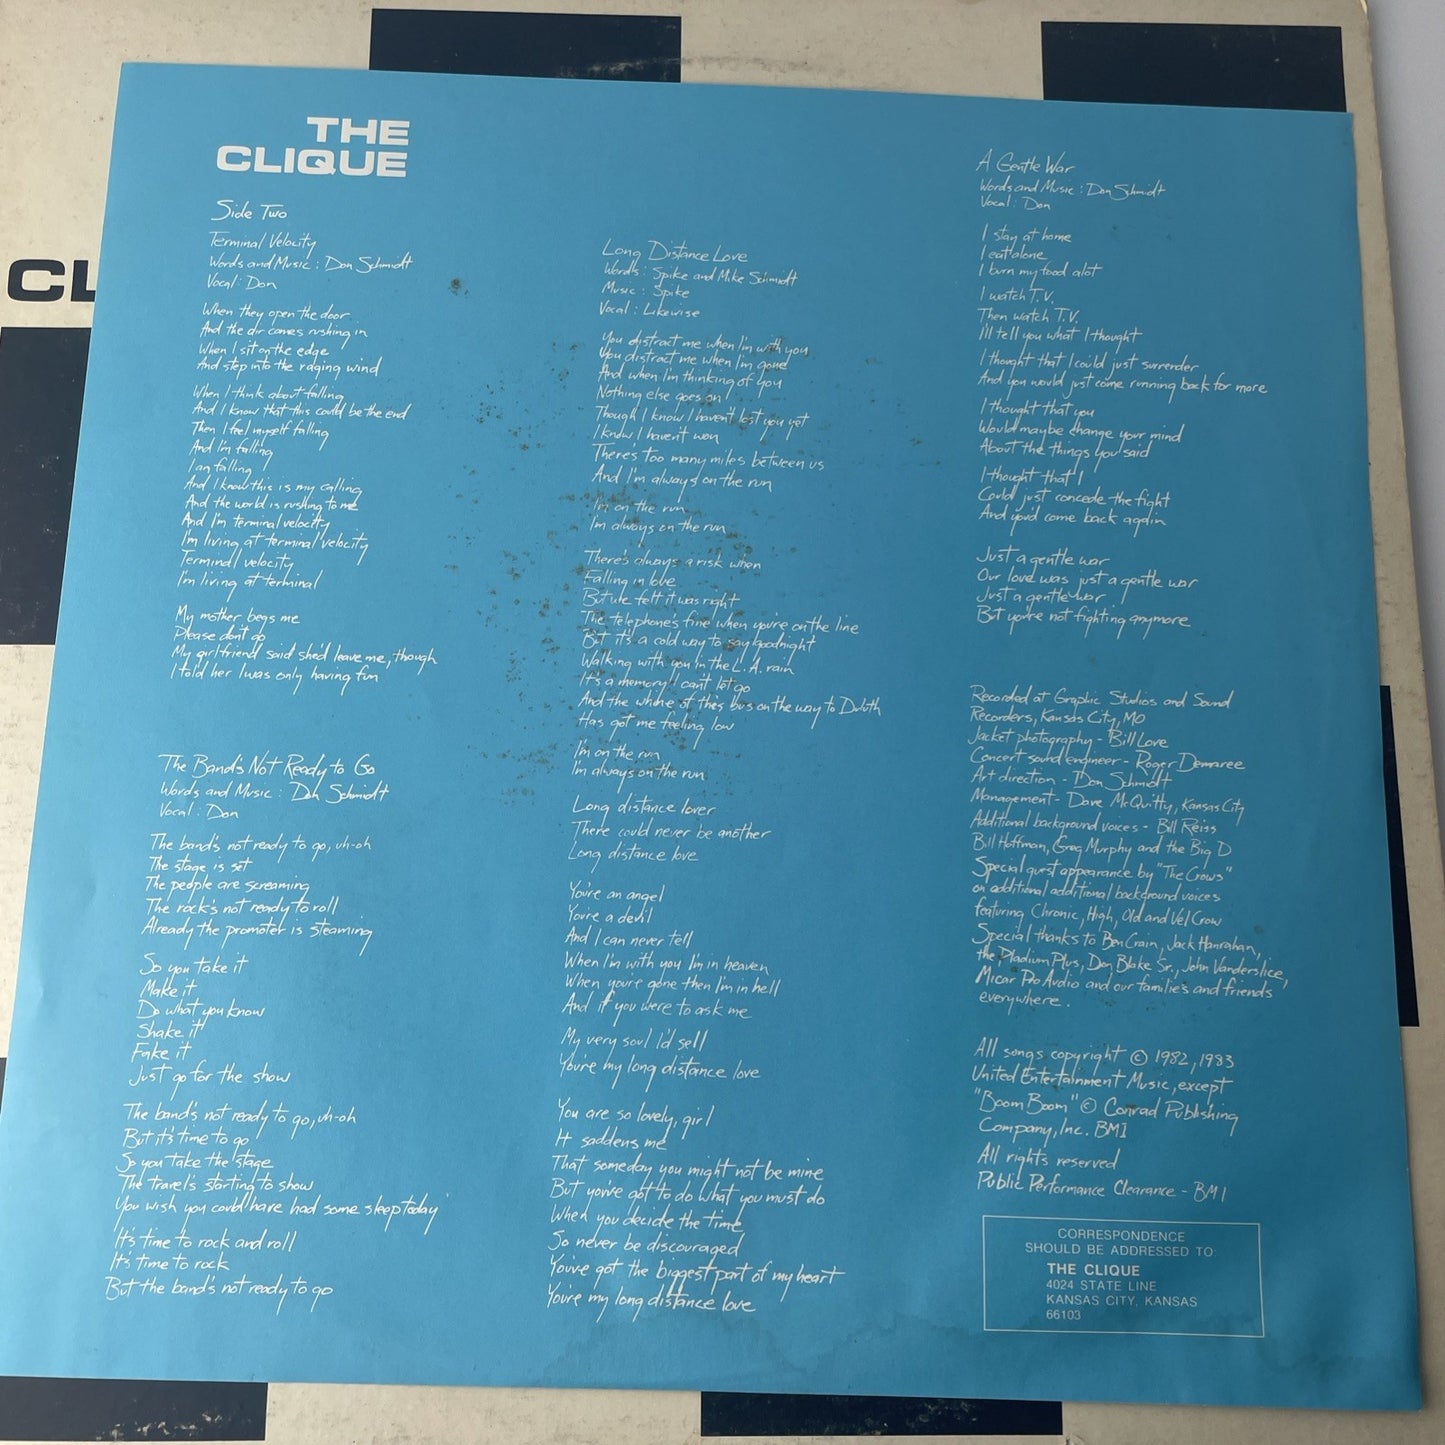 CL
THE
CLIQUE
Side Two
Terminal Velocity
Words and Music : Don Schmidt
Vocal : Don
When they open the door
And the air comes rushing in
When I sit on the edge
And step into the raging wind
When I think about falling
And I know that this could be the end
Then I feel myself falling
And I'm falling
I am falling
And I know this is my calling
And the world is rushing to me
And I'm terminal velocity
I'm living at terminal velocity
Terminal velocity
I'm living at terminal
My mother begs me
Please don't go
My girlfriend said she'd leave me, though
I told her I was only having fun
The Band's Not Ready to Go
Words and Music : Don Schmidt
Vocal : Don
The band's not ready to go, uh-oh
The stage is set
The people are screaming
The rock's not ready to roll
Already the promoter is steaming
So you take it
Make it
Do what you know
Shake it
Fake it
Just go for the show
The band's not ready to go, uh-oh
But it's time to go
So you take the stage
The travel's starting to show
You wish you could have had some sleep today
It's time to rock and roll
It's time to rock
But the band's not ready to go
Long Distance Love
Words : Spike and Mike Schmidt
Music : Spike
Vocal : Likewise
You distract me when I'm with you
You distract me when I'm gone
And when I'm thinking of you
Nothing else goes on
Though I know I haven't lost you yet
I know I haven't won
There's too many miles between us
And I'm always on the run
I'm on the run
I'm always on the run
There's always a risk when
Falling in love
But we felt it was right
The telephone's fine when you're on the line
But it's a cold way to say goodnight
Walking with you in the L.A. rain
It's a memory I can't let go
And the whine of this bus on the way to Duluth
Has got me feeling low
I'm on the run
I'm always on the run
Long distance lover
There could never be another
Long distance love
You're an angel
You're a devil
And I can never tell
When I'm with you I'm in heaven
When you're gone then I'm in hell
And if you were to ask me
My very soul I'd sell
You're my long distance love
You are so lovely, girl
It saddens me
That someday you might not be mine
But you've got to do what you must do
When you decide the time
So never be discouraged
You've got the biggest part of my heart
You're my long distance love
A Gentle War
Words and Music : Don Schmidt
Vocal : Don
I stay at home
I eat alone
I burn my food alot
I watch T.V.
Then watch T.V.
I'll tell you what I thought
I thought that I could just surrender
And you would just come running back for more
I thought that you
Would maybe change your mind
About the things you said
I thought that I
Could just concede the fight
And you'd come back again
Just a gentle war
Our love was just a gentle war
Just a gentle war
But you're not fighting anymore
Recorded at Graphic Studios and Sound
Recorders, Kansas City, MO
Jacket photography - Bill Love
Concert sound engineer - Roger Demaree
Art direction - Don Schmidt
Management - Dave McQuitty, Kansas City
Additional background voices - Bill Reiss
Bill Hoffman, Greg Murphy and the Big D
Special guest appearance by "The Crows"
on additional additional background voices
featuring Chronic, High, Old and Vel Crow
Special thanks to Ben Crain, Jack Hanrahan,
the Pladium Plus, Don Blake Sr., John Vanderslice,
Micar Pro Audio and our families and friends
everywhere.
All songs copyright © 1982, 1983
United Entertainment Music, except
"Boom Boom" © Conrad Publishing
Company, Inc. BMI
All rights reserved
Public Performance Clearance - BMI
CORRESPONDENCE
SHOULD BE ADDRESSED TO:
THE CLIQUE
4024 STATE LINE
KANSAS CITY, KANSAS
66103